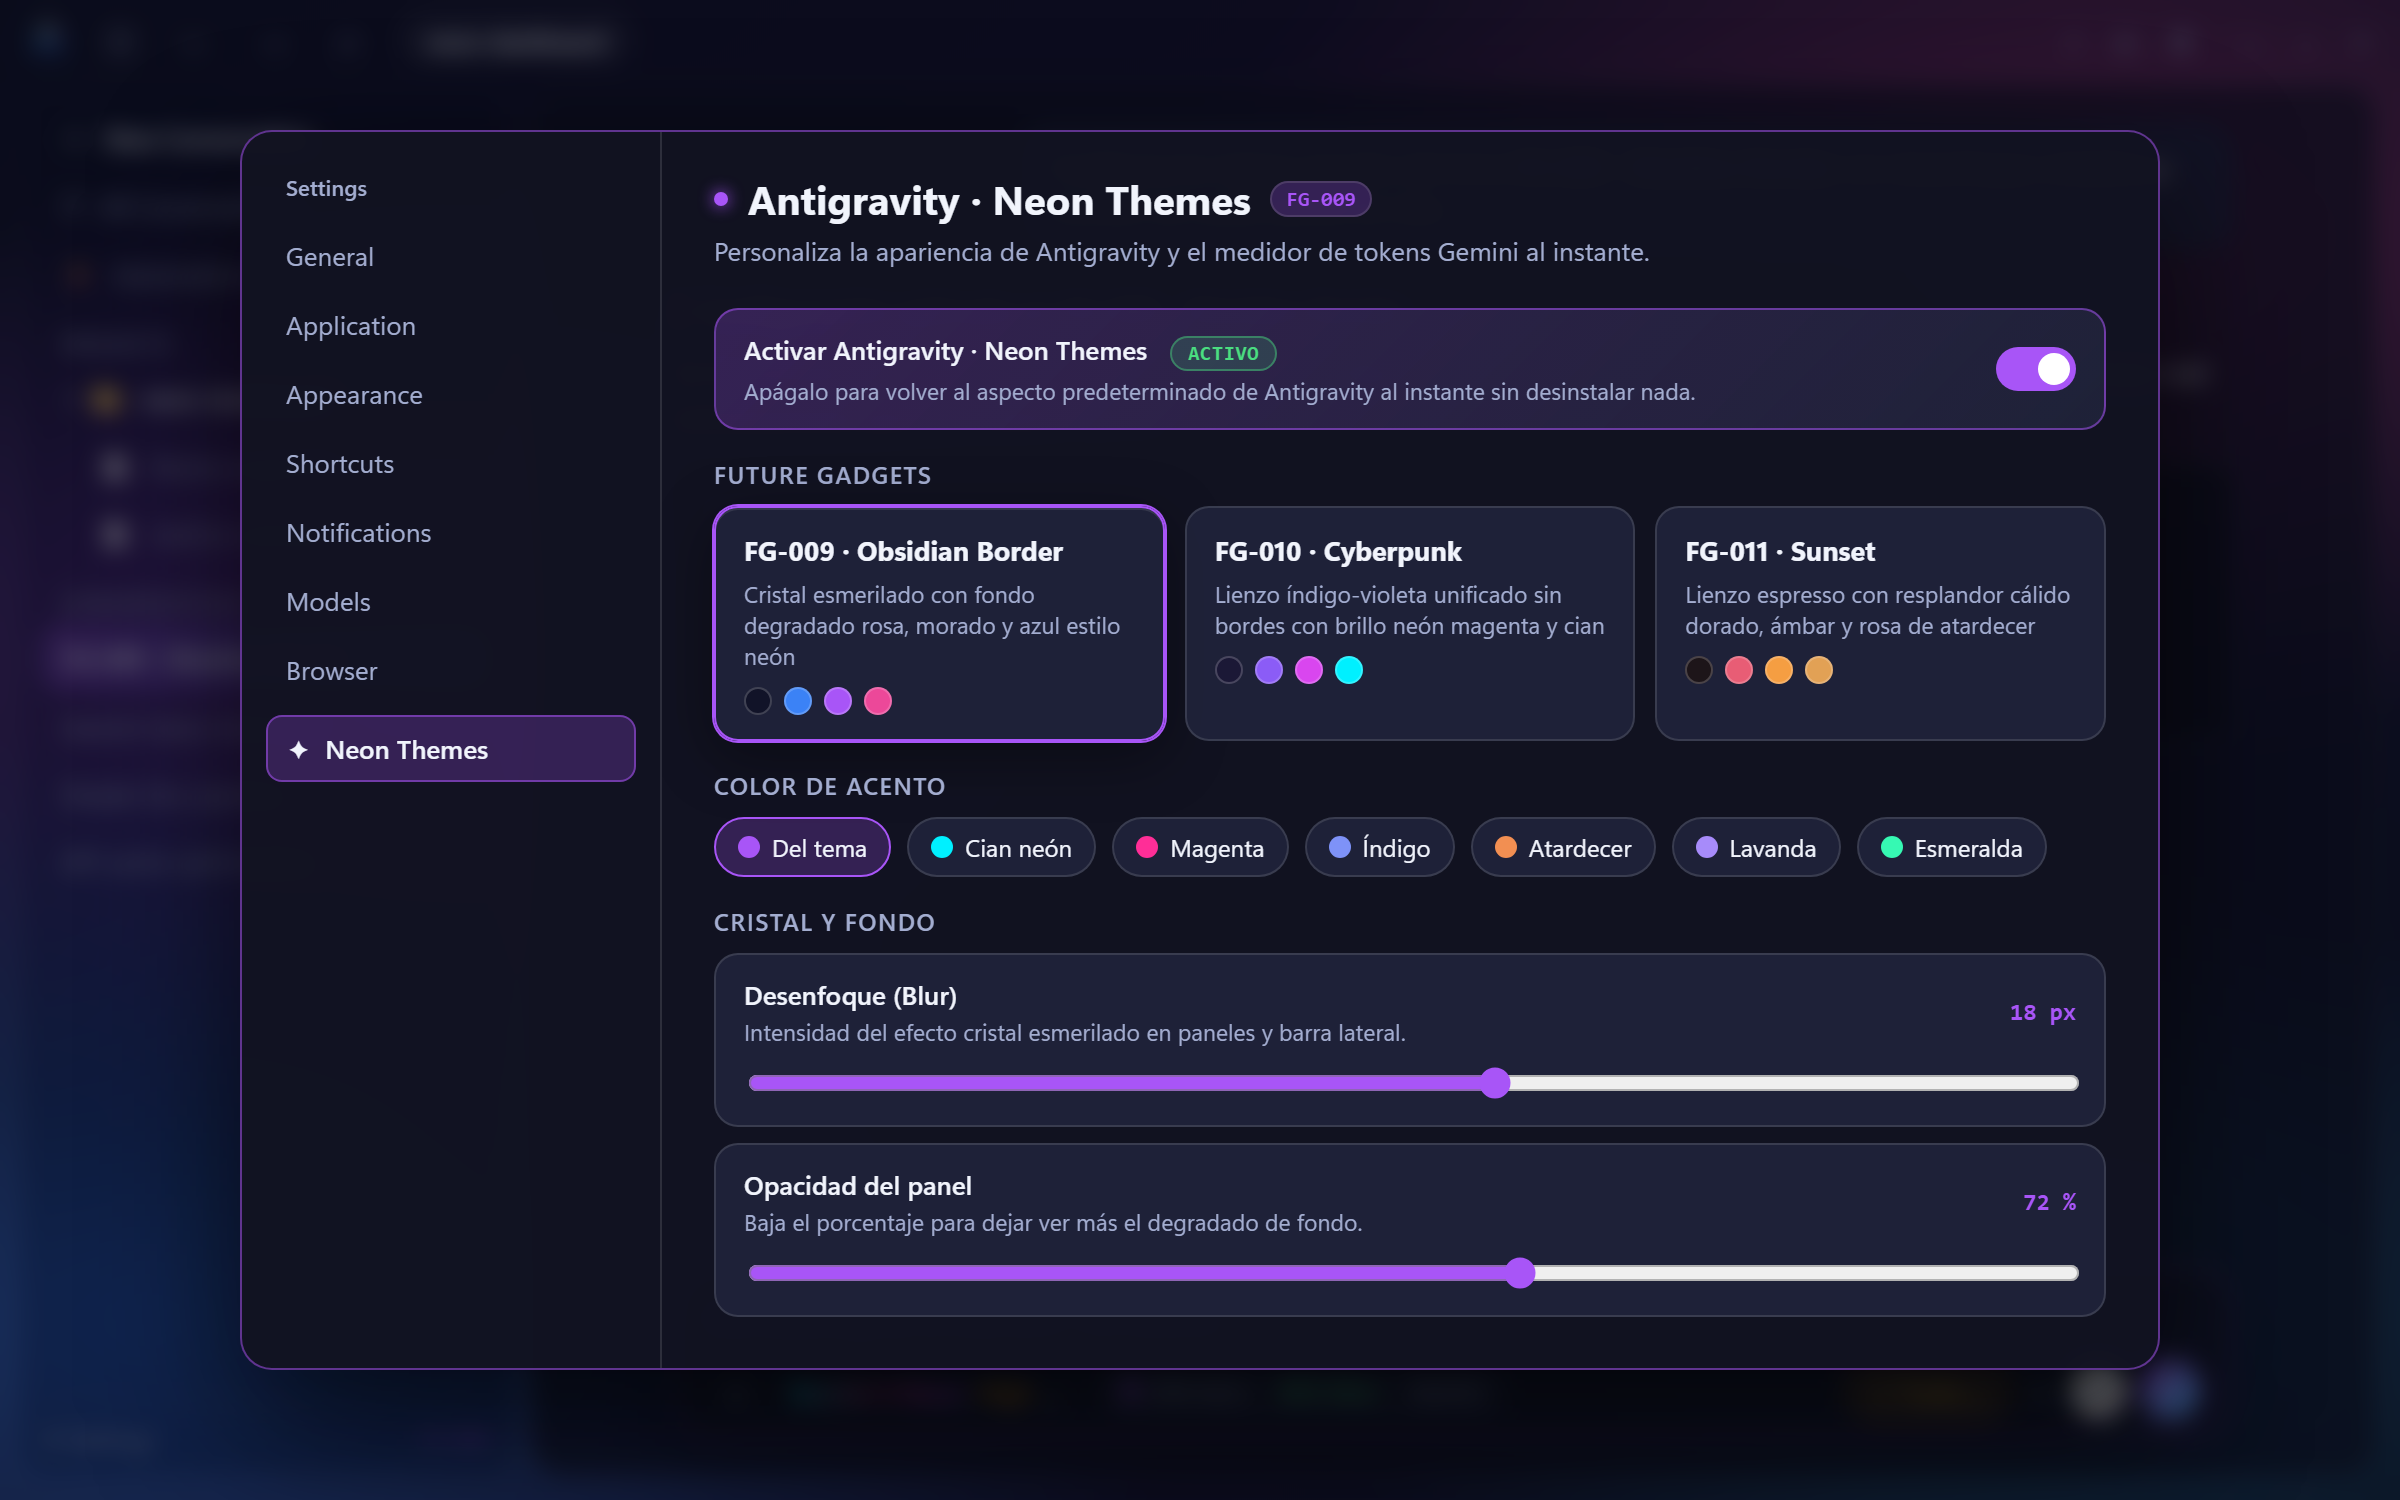 Settings
General
Application
Appearance
Shortcuts
Notifications
Models
Browser
✦ Neon Themes
Antigravity · Neon Themes FG-009
Personaliza la apariencia de Antigravity y el medidor de tokens Gemini al instante.
Activar Antigravity · Neon Themes ACTIVO
Apágalo para volver al aspecto predeterminado de Antigravity al instante sin desinstalar nada.
FUTURE GADGETS
FG-009 · Obsidian Border
Cristal esmerilado con fondo
degradado rosa, morado y azul estilo
neón
FG-010 · Cyberpunk
Lienzo índigo-violeta unificado sin
bordes con brillo neón magenta y cian
FG-011 · Sunset
Lienzo espresso con resplandor cálido
dorado, ámbar y rosa de atardecer
COLOR DE ACENTO
Del tema
Cian neón
Magenta
Índigo
Atardecer
Lavanda
Esmeralda
CRISTAL Y FONDO
Desenfoque (Blur)
Intensidad del efecto cristal esmerilado en paneles y barra lateral.
18 px
Opacidad del panel
Baja el porcentaje para dejar ver más el degradado de fondo.
72 %